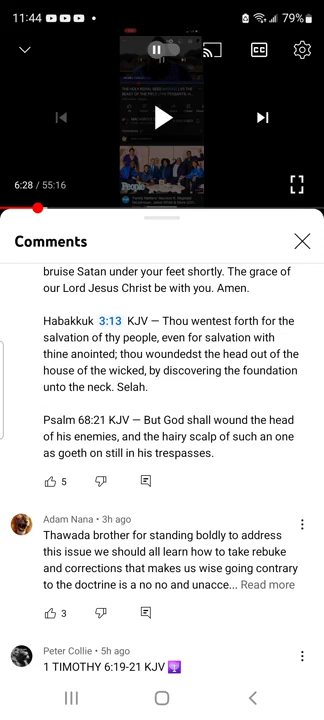 11:44
79%
CC
6:28 / 55:16
People
Comments
bruise Satan under your feet shortly. The grace of
our Lord Jesus Christ be with you. Amen.
Habakkuk 3:13 KJV — Thou wentest forth for the
salvation of thy people, even for salvation with
thine anointed; thou woundedst the head out of the
house of the wicked, by discovering the foundation
unto the neck. Selah.
Psalm 68:21 KJV — But God shall wound the head
of his enemies, and the hairy scalp of such an one
as goeth on still in his trespasses.
5
Adam Nana • 3h ago
Thawada brother for standing boldly to address
this issue we should all learn how to take rebuke
and corrections that makes us wise going contrary
to the doctrine is a no no and unacce... Read more
3
Peter Collie • 5h ago
1 TIMOTHY 6:19-21 KJV